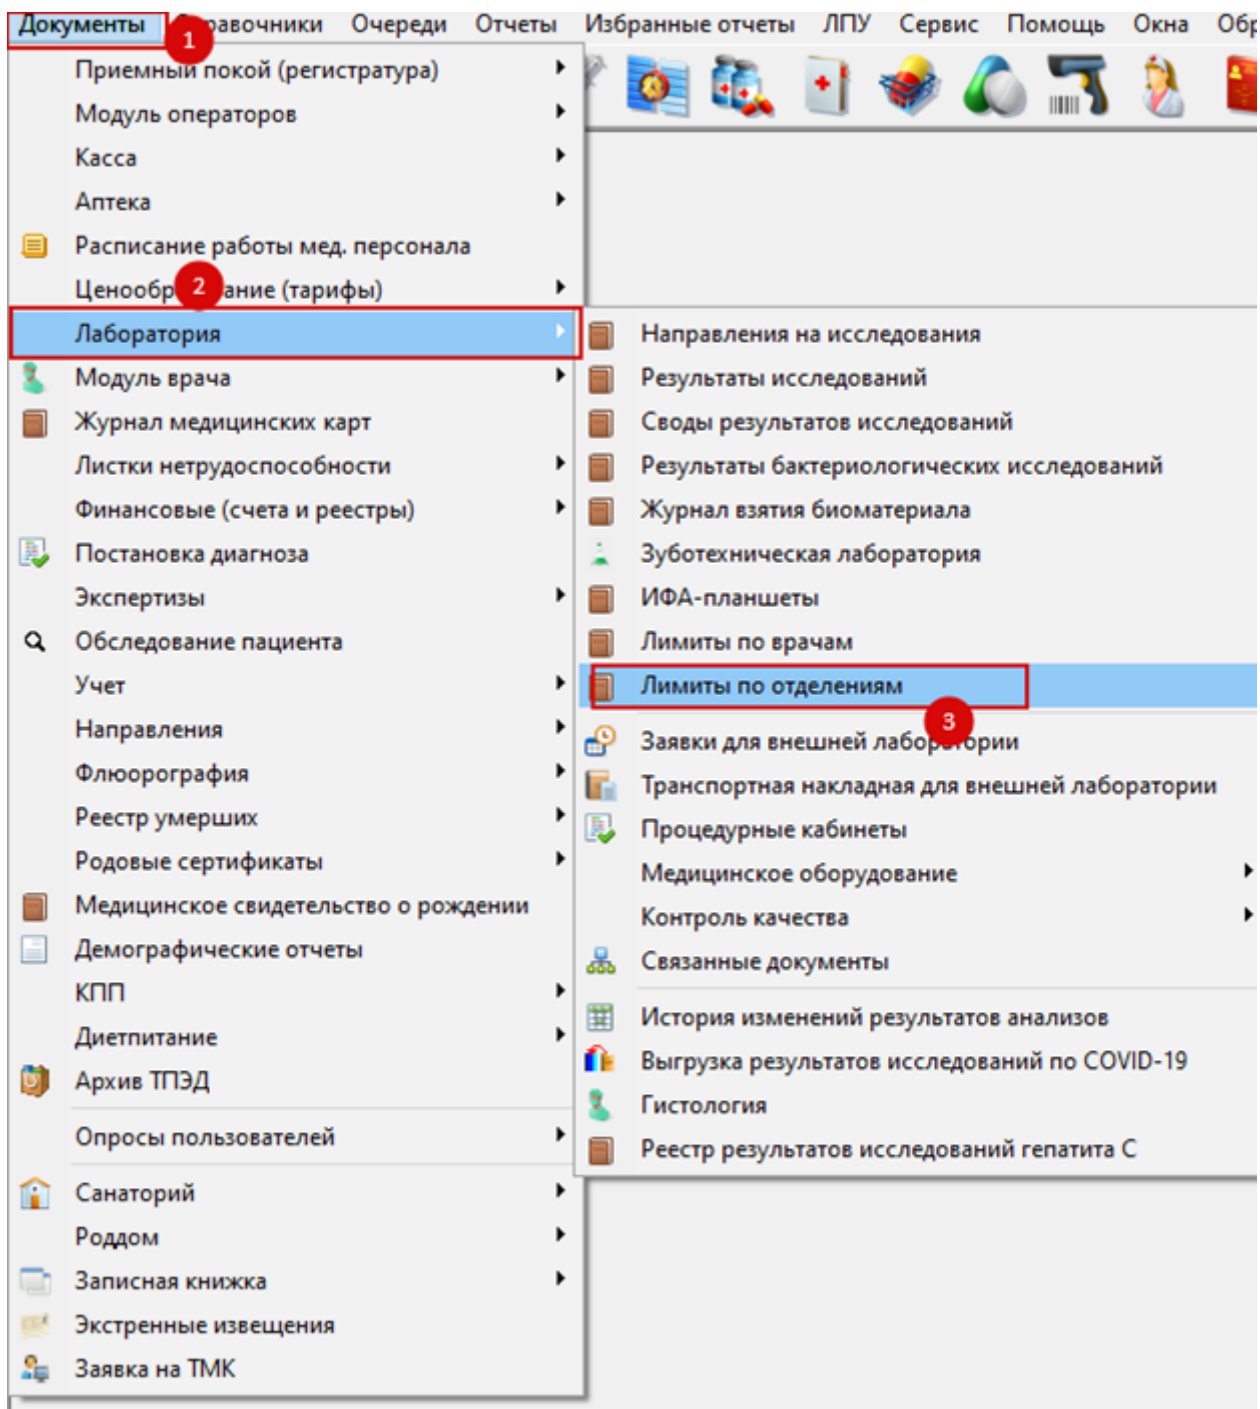 Документы Справочники Очереди Отчеты Избранные отчеты ЛПУ Сервис Помощь Окна
1
Приемный покой (регистратура)
Модуль операторов
Касса
Аптека
Расписание работы мед. персонала
2
Ценообразование (тарифы)
Лаборатория
Модуль врача
Журнал медицинских карт
Листки нетрудоспособности
Финансовые (счета и реестры)
Постановка диагноза
Экспертизы
Обследование пациента
Учет
Направления
Флюорография
Реестр умерших
Родовые сертификаты
Медицинское свидетельство о рождении
Демографические отчеты
КПП
Диетпитание
Архив ТПЭД
Опросы пользователей
Санаторий
Роддом
Записная книжка
Экстренные извещения
Заявка на ТМК
Направления на исследования
Результаты исследований
Своды результатов исследований
Результаты бактериологических исследований
Журнал взятия биоматериала
Зуботехническая лаборатория
ИФА-планшеты
Лимиты по врачам
Лимиты по отделениям
3
Заявки для внешней лаборатории
Транспортная накладная для внешней лаборатории
Процедурные кабинеты
Медицинское оборудование
Контроль качества
Связанные документы
История изменений результатов анализов
Выгрузка результатов исследований по COVID-19
Гистология
Реестр результатов исследований гепатита С